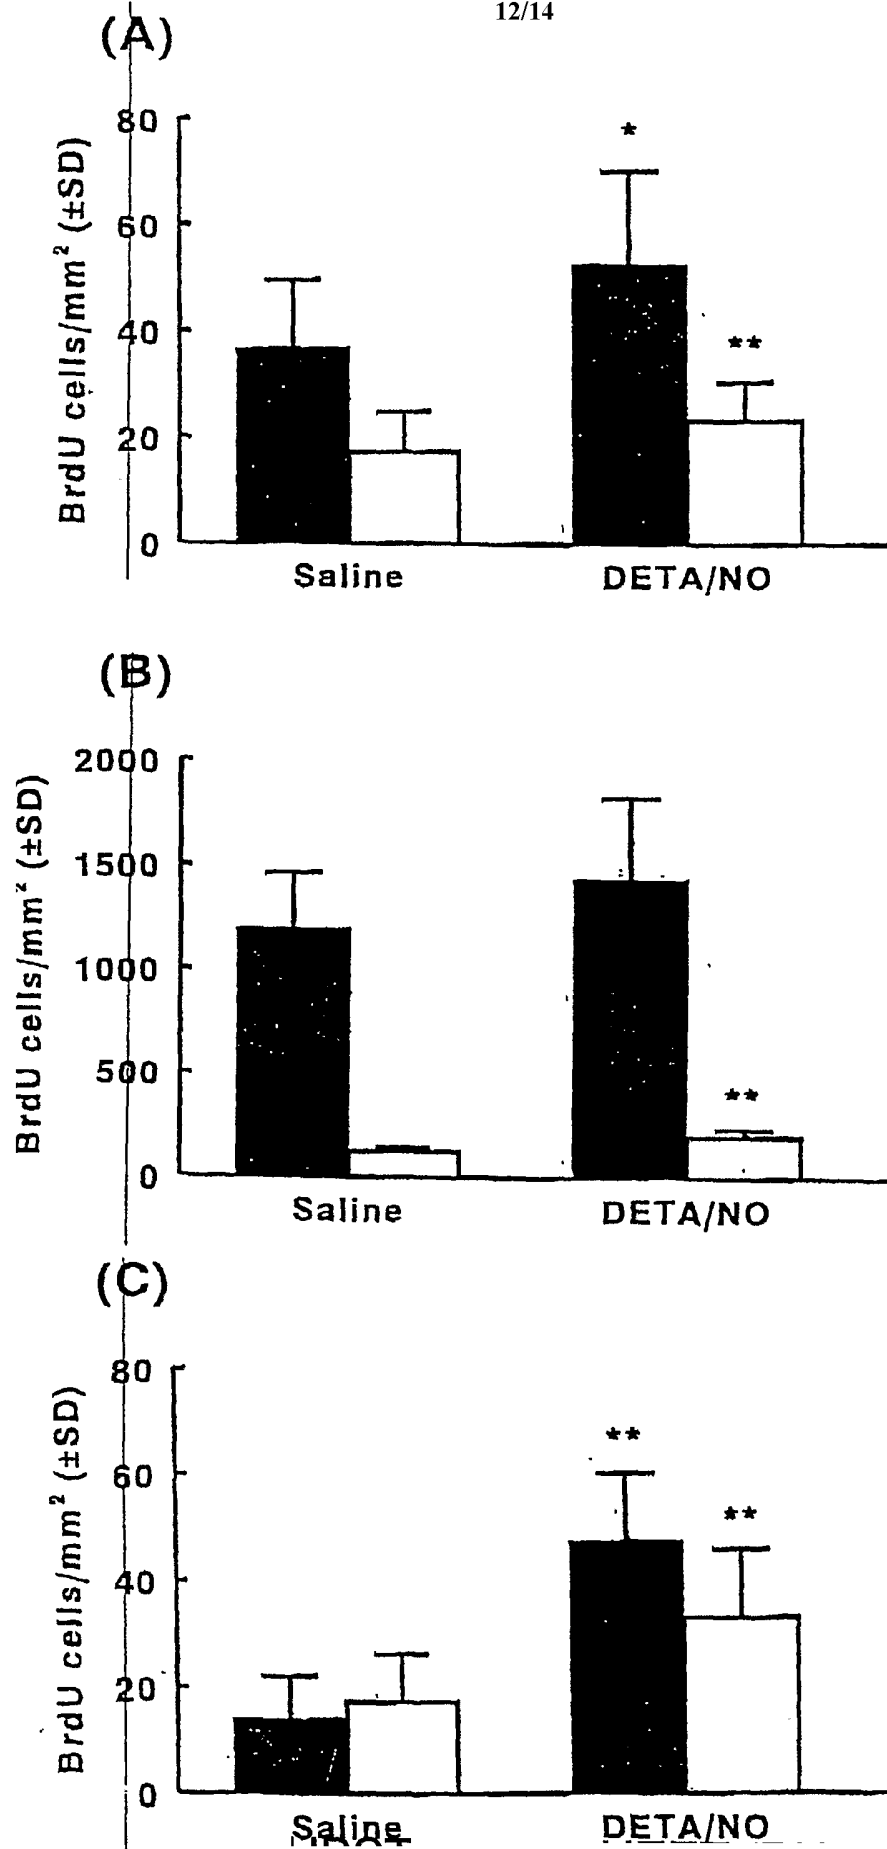 12/14
(A)
BrdU cells/mm² (±SD)
80
60
40
20
0
*
**
Saline
DETA/NO
(B)
BrdU cells/mm² (±SD)
2000
1500
1000
500
0
**
Saline
DETA/NO
(C)
BrdU cells/mm² (±SD)
80
60
40
20
0
**
**
Saline
DETA/NO